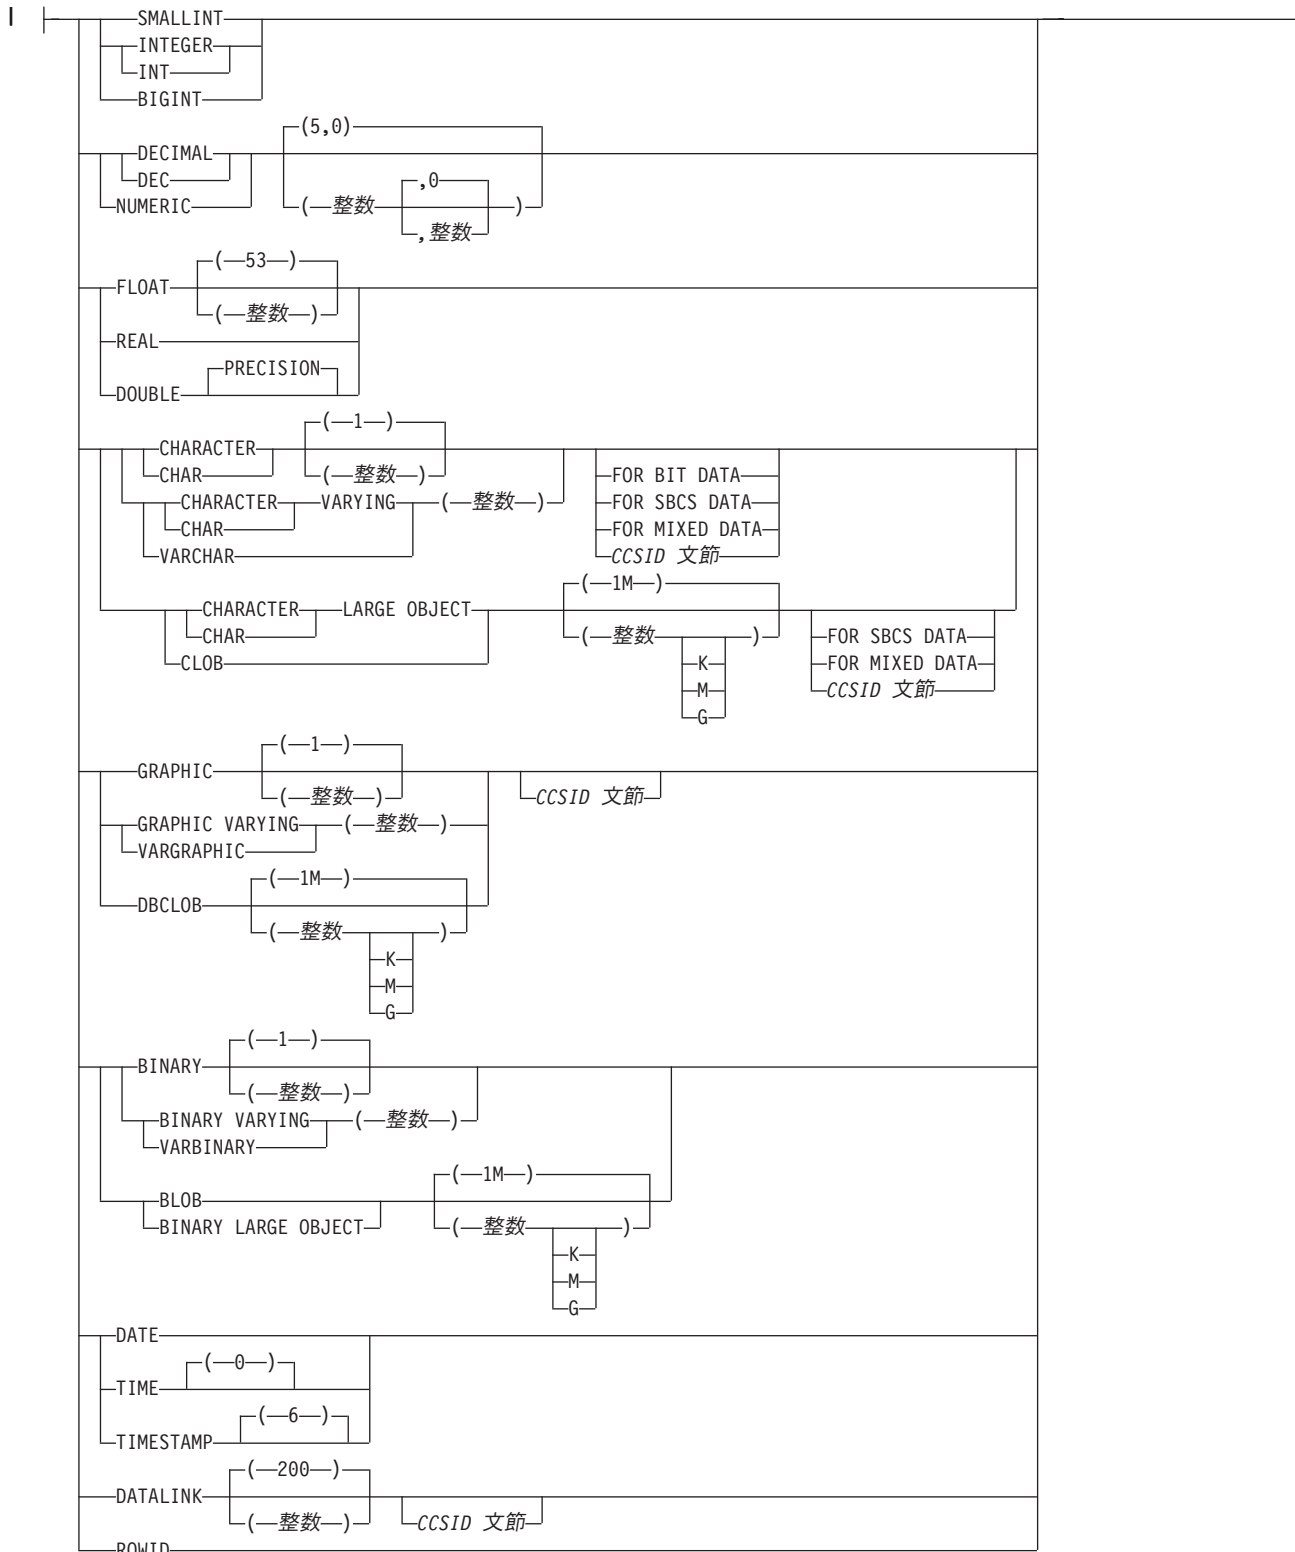 SMALLINT
INTEGER
INT
BIGINT
(5,0)
DECIMAL
DEC
NUMERIC ( 整数 )
,0
,整数
( 53 )
FLOAT
( 整数 )
REAL
PRECISION
DOUBLE
( 1 )
CHARACTER
CHAR ( 整数 ) FOR BIT DATA
CHARACTER VARYING ( 整数 ) FOR SBCS DATA
CHAR FOR MIXED DATA
VARCHAR CCSID 文節
( 1M )
CHARACTER LARGE OBJECT
CHAR ( 整数 ) FOR SBCS DATA
CLOB K FOR MIXED DATA
M CCSID 文節
G
( 1 )
GRAPHIC
( 整数 ) CCSID 文節
GRAPHIC VARYING ( 整数 )
VARGRAPHIC
( 1M )
DBCLOB
( 整数 )
K
M
G
( 1 )
BINARY
( 整数 )
BINARY VARYING ( 整数 )
VARBINARY
( 1M )
BLOB
BINARY LARGE OBJECT ( 整数 )
K
M
G
DATE
( 0 )
TIME
( 6 )
TIMESTAMP
( 200 )
DATALINK
( 整数 ) CCSID 文節
ROWID